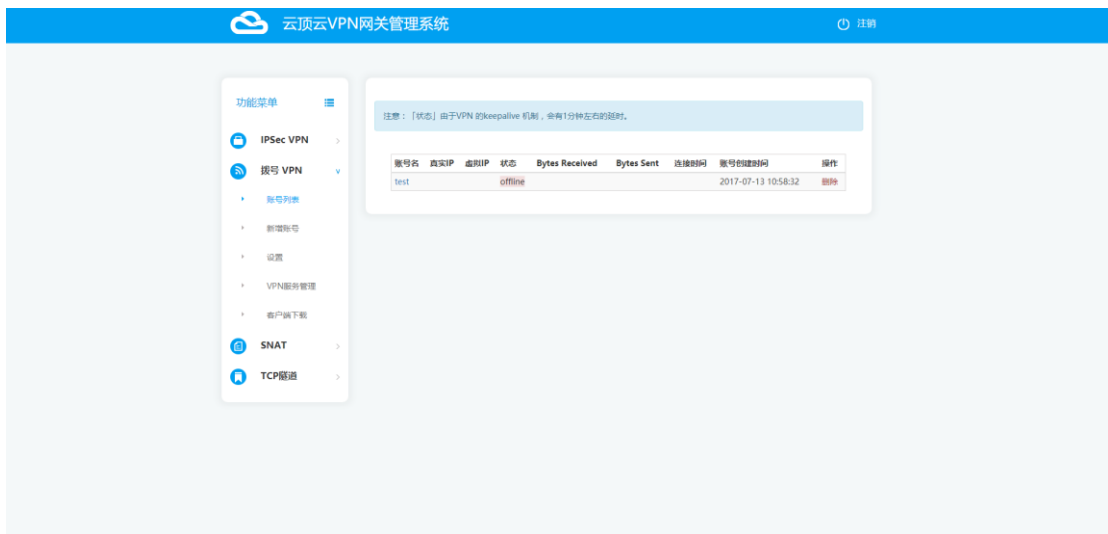 云顶云VPN网关管理系统
注销
功能菜单
IPSec VPN
拨号 VPN
账号列表
新增账号
设置
VPN服务管理
客户端下载
SNAT
TCP隧道
注意：「状态」由于VPN 的keepalive 机制，会有1分钟左右的延时。
账号名 真实IP 虚拟IP 状态 Bytes Received Bytes Sent 连接时间 账号创建时间 操作
test offline 2017-07-13 10:58:32 删除